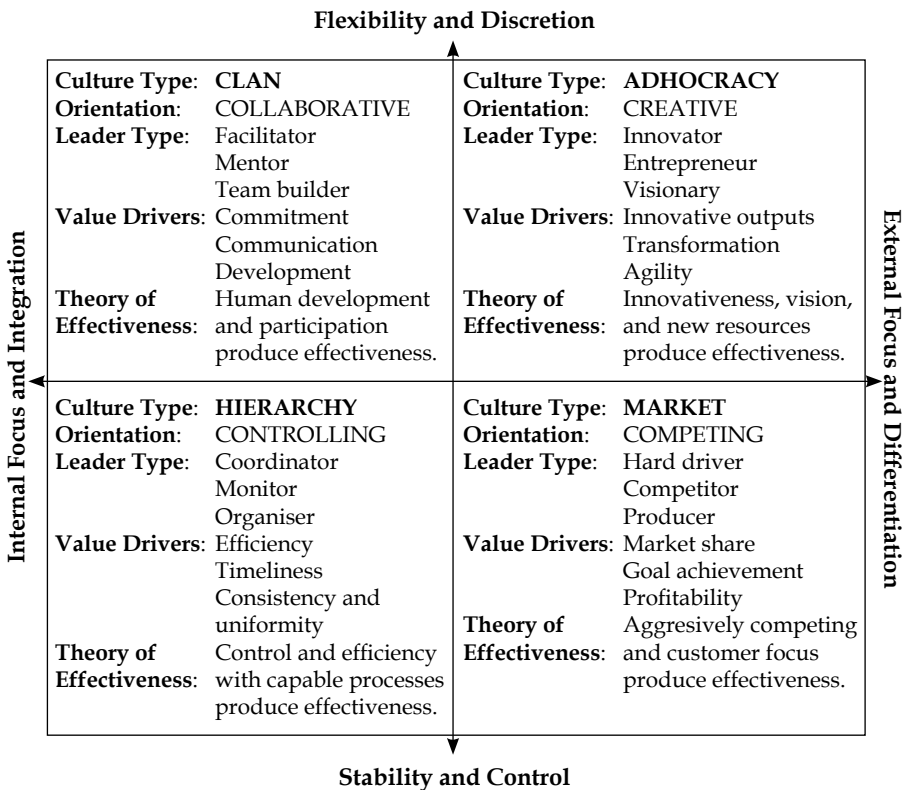 Flexibility and Discretion
Culture Type: CLAN
Orientation: COLLABORATIVE
Leader Type: Facilitator
Mentor
Team builder
Value Drivers: Commitment
Communication
Development
Theory of Human development
Effectiveness: and participation
produce effectiveness.
Culture Type: ADHOCRACY
Orientation: CREATIVE
Leader Type: Innovator
Entrepreneur
Visionary
Value Drivers: Innovative outputs
Transformation
Agility
Theory of Innovativeness, vision,
Effectiveness: and new resources
produce effectiveness.
Internal Focus and Integration
External Focus and Differentiation
Culture Type: HIERARCHY
Orientation: CONTROLLING
Leader Type: Coordinator
Monitor
Organiser
Value Drivers: Efficiency
Timeliness
Consistency and
uniformity
Theory of Control and efficiency
Effectiveness: with capable processes
produce effectiveness.
Culture Type: MARKET
Orientation: COMPETING
Leader Type: Hard driver
Competitor
Producer
Value Drivers: Market share
Goal achievement
Profitability
Theory of Aggresively competing
Effectiveness: and customer focus
produce effectiveness.
Stability and Control